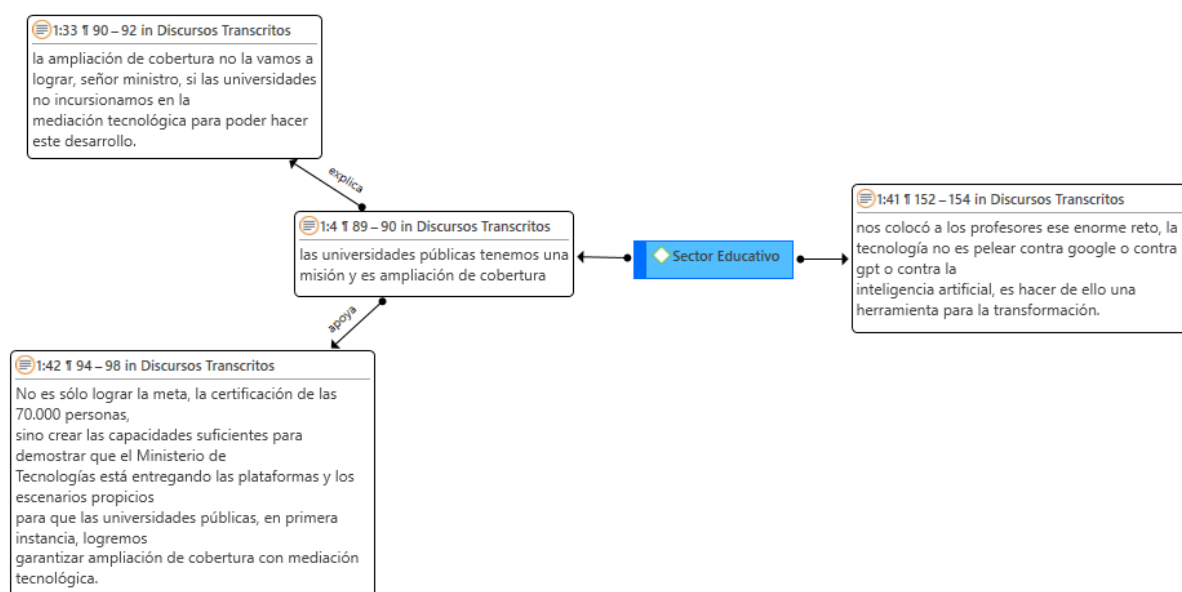 1:33 ¶ 90 – 92 in Discursos Transcritos
la ampliación de cobertura no la vamos a
lograr, señor ministro, si las universidades
no incursionamos en la
mediación tecnológica para poder hacer
este desarrollo.
explica
1:4 ¶ 89 – 90 in Discursos Transcritos
las universidades públicas tenemos una
misión y es ampliación de cobertura
Sector Educativo
1:41 ¶ 152 – 154 in Discursos Transcritos
nos colocó a los profesores ese enorme reto, la
tecnología no es pelear contra google o contra
gpt o contra la
inteligencia artificial, es hacer de ello una
herramienta para la transformación.
apoya
1:42 ¶ 94 – 98 in Discursos Transcritos
No es sólo lograr la meta, la certificación de las
70.000 personas,
sino crear las capacidades suficientes para
demostrar que el Ministerio de
Tecnologías está entregando las plataformas y los
escenarios propicios
para que las universidades públicas, en primera
instancia, logremos
garantizar ampliación de cobertura con mediación
tecnológica.